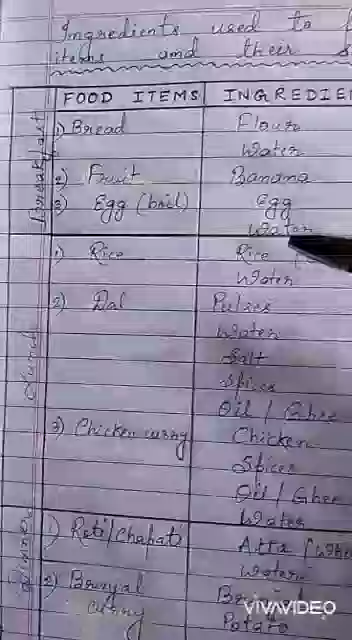 Ingredients used to
items and their
FOOD ITEMS INGREDIEN
Breakfast
1) Bread Flour
Water
2) Fruit Banana
3) Egg (boil) Egg
Water
Lunch
1) Rice Rice
Water
2) Dal Pulses
Water
Salt
Spices
Oil / Ghee
3) Chicken curry Chicken
Spices
Oil / Ghee
Water
Dinner
1) Roti/Chapati Atta /
Water
2) Brinjal
curry Potato
VIVAVIDEO